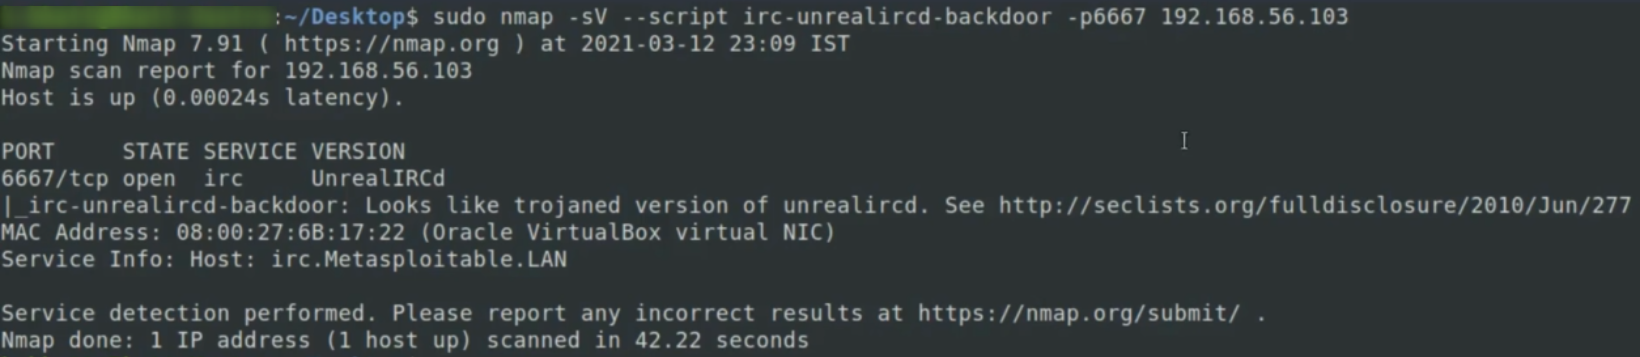 :~/Desktop$ sudo nmap -sV --script irc-unrealircd-backdoor -p6667 192.168.56.103
Starting Nmap 7.91 ( https://nmap.org ) at 2021-03-12 23:09 IST
Nmap scan report for 192.168.56.103
Host is up (0.00024s latency).
PORT     STATE SERVICE VERSION
6667/tcp open  irc     UnrealIRCd
|_irc-unrealircd-backdoor: Looks like trojaned version of unrealircd. See http://seclists.org/fulldisclosure/2010/Jun/277
MAC Address: 08:00:27:6B:17:22 (Oracle VirtualBox virtual NIC)
Service Info: Host: irc.Metasploitable.LAN
Service detection performed. Please report any incorrect results at https://nmap.org/submit/ .
Nmap done: 1 IP address (1 host up) scanned in 42.22 seconds